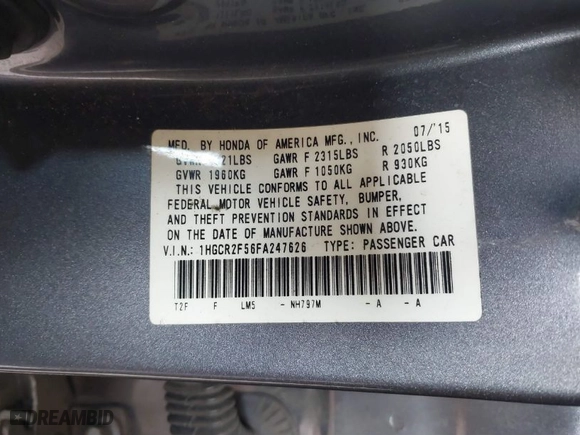 MFD. BY HONDA OF AMERICA MFG., INC. 07/'15
GAWR F 2315LBS R 2050LBS
GVWR 1960KG GAWR F 1050KG R 930KG
THIS VEHICLE CONFORMS TO ALL APPLICABLE
FEDERAL MOTOR VEHICLE SAFETY, BUMPER,
AND THEFT PREVENTION STANDARDS IN EFFECT
ON THE DATE OF MANUFACTURE SHOWN ABOVE.
V.I.N.: 1HGCR2F56FA247626 TYPE: PASSENGER CAR
T2F F LM5 - NH797M - A - A
DREAMBID